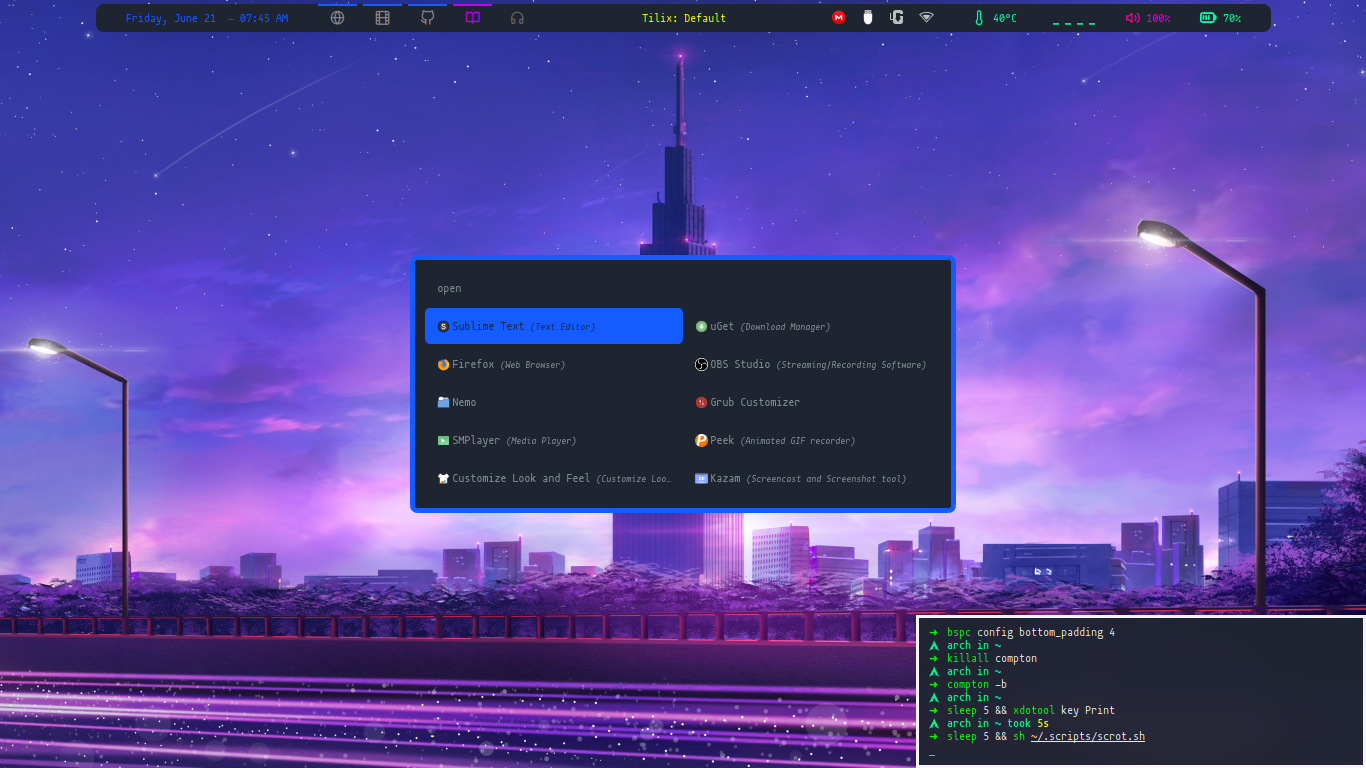 Friday, June 21 – 07:45 AM
Tilix: Default
40°C
100%
70%
open
Sublime Text (Text Editor)
uGet (Download Manager)
Firefox (Web Browser)
OBS Studio (Streaming/Recording Software)
Nemo
Grub Customizer
SMPlayer (Media Player)
Peek (Animated GIF recorder)
Customize Look and Feel (Customize Loo…
Kazam (Screencast and Screenshot tool)
➜ bspc config bottom_padding 4
arch in ~
➜ killall compton
arch in ~
➜ compton -b
arch in ~
➜ sleep 5 && xdotool key Print
arch in ~ took 5s
➜ sleep 5 && sh ~/.scripts/scrot.sh